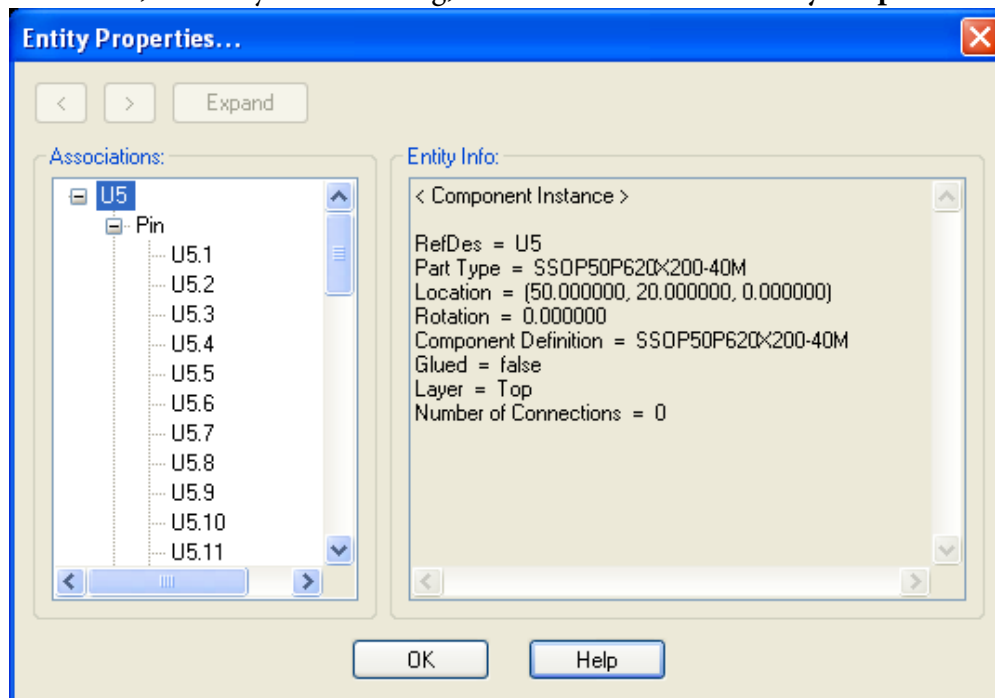 Entity Properties...
< > Expand
Associations:
U5
Pin
U5.1
U5.2
U5.3
U5.4
U5.5
U5.6
U5.7
U5.8
U5.9
U5.10
U5.11
Entity Info:
< Component Instance >
RefDes = U5
Part Type = SSOP50P620X200-40M
Location = (50.000000, 20.000000, 0.000000)
Rotation = 0.000000
Component Definition = SSOP50P620X200-40M
Glued = false
Layer = Top
Number of Connections = 0
OK Help